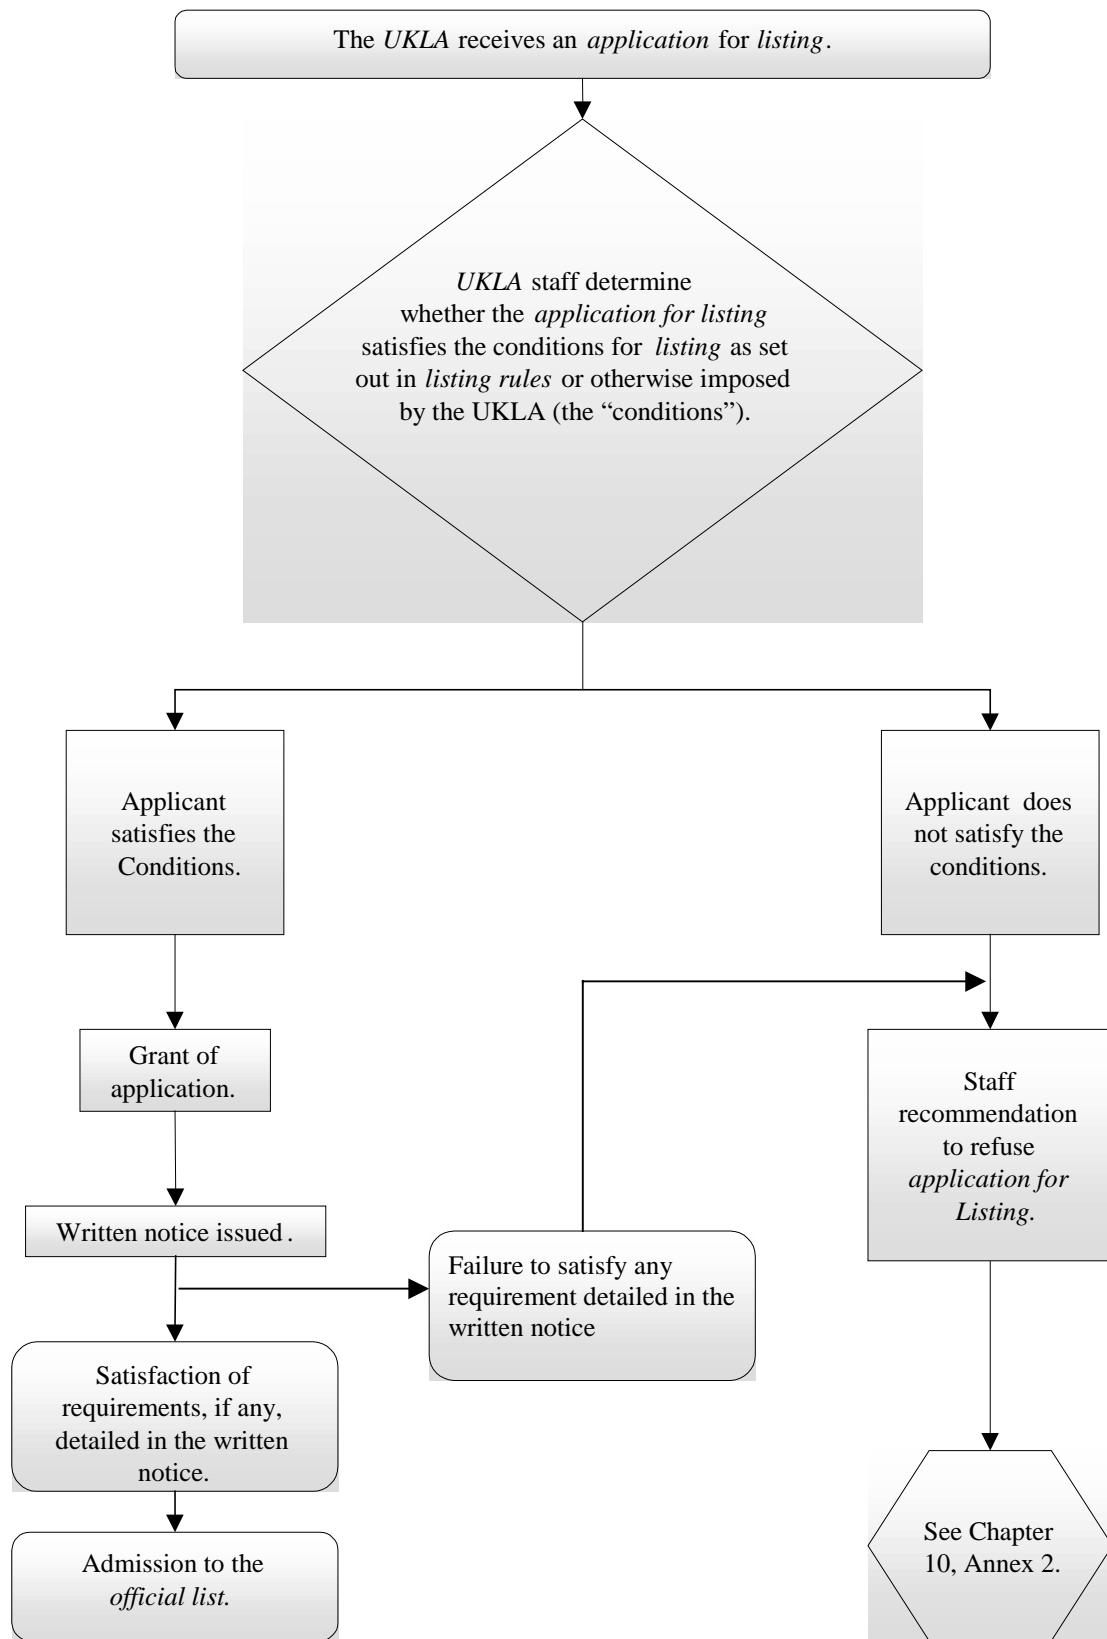 The UKLA receives an application for listing.
UKLA staff determine
whether the application for listing
satisfies the conditions for listing as set
out in listing rules or otherwise imposed
by the UKLA (the “conditions”).
Applicant
satisfies the
Conditions.
Applicant does
not satisfy the
conditions.
Grant of
application.
Staff
recommendation
to refuse
application for
Listing.
Written notice issued.
Failure to satisfy any
requirement detailed in the
written notice
Satisfaction of
requirements, if any,
detailed in the written
notice.
See Chapter
10, Annex 2.
Admission to the
official list.